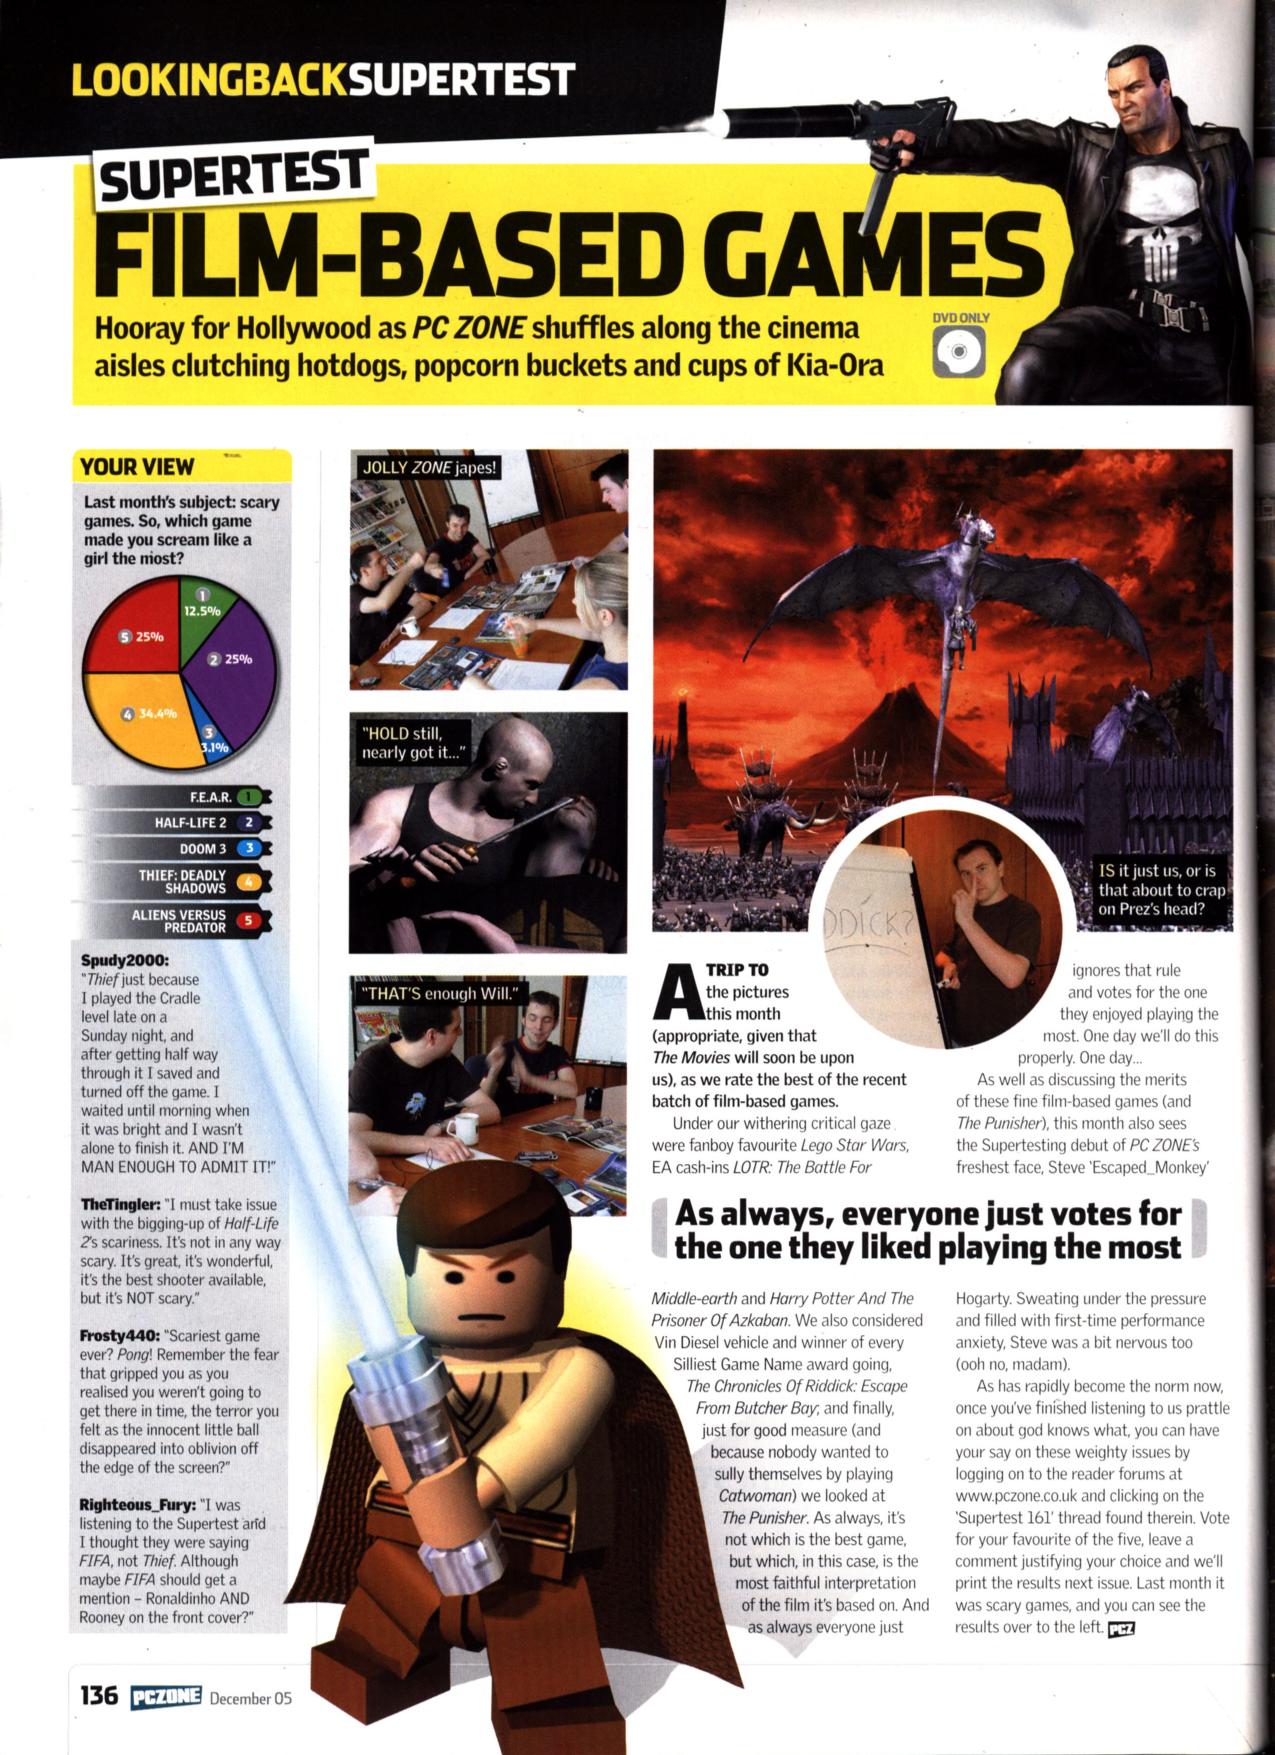 LOOKINGBACKSUPERTEST
SUPERTEST
FILM-BASED GAMES
Hooray for Hollywood as PC ZONE shuffles along the cinema
aisles clutching hotdogs, popcorn buckets and cups of Kia-Ora
DVD ONLY
YOUR VIEW
Last month's subject: scary
games. So, which game
made you scream like a
girl the most?
1
12.5%
2 25%
3
3.1%
4 34.4%
5 25%
F.E.A.R. 1
HALF-LIFE 2 2
DOOM 3 3
THIEF: DEADLY
SHADOWS 4
ALIENS VERSUS
PREDATOR 5
Spudy2000:
"Thief just because
I played the Cradle
level late on a
Sunday night, and
after getting half way
through it I saved and
turned off the game. I
waited until morning when
it was bright and I wasn't
alone to finish it. AND I'M
MAN ENOUGH TO ADMIT IT!"
TheTingler: "I must take issue
with the bigging-up of Half-Life
2's scariness. It's not in any way
scary. It's great, it's wonderful,
it's the best shooter available,
but it's NOT scary."
Frosty440: "Scariest game
ever? Pong! Remember the fear
that gripped you as you
realised you weren't going to
get there in time, the terror you
felt as the innocent little ball
disappeared into oblivion off
the edge of the screen?"
Righteous_Fury: "I was
listening to the Supertest and
I thought they were saying
FIFA, not Thief. Although
maybe FIFA should get a
mention – Ronaldinho AND
Rooney on the front cover?"
JOLLY ZONE japes!
"HOLD still,
nearly got it..."
"THAT'S enough Will."
IS it just us, or is
that about to crap
on Prez's head?
DDICK?
A TRIP TO
the pictures
this month
(appropriate, given that
The Movies will soon be upon
us), as we rate the best of the recent
batch of film-based games.
Under our withering critical gaze
were fanboy favourite Lego Star Wars,
EA cash-ins LOTR: The Battle For
ignores that rule
and votes for the one
they enjoyed playing the
most. One day we'll do this
properly. One day...
As well as discussing the merits
of these fine film-based games (and
The Punisher), this month also sees
the Supertesting debut of PC ZONE's
freshest face, Steve 'Escaped_Monkey'
As always, everyone just votes for
the one they liked playing the most
Middle-earth and Harry Potter And The
Prisoner Of Azkaban. We also considered
Vin Diesel vehicle and winner of every
Silliest Game Name award going,
The Chronicles Of Riddick: Escape
From Butcher Bay; and finally,
just for good measure (and
because nobody wanted to
sully themselves by playing
Catwoman) we looked at
The Punisher. As always, it's
not which is the best game,
but which, in this case, is the
most faithful interpretation
of the film it's based on. And
as always everyone just
Hogarty. Sweating under the pressure
and filled with first-time performance
anxiety, Steve was a bit nervous too
(ooh no, madam).
As has rapidly become the norm now,
once you've finished listening to us prattle
on about god knows what, you can have
your say on these weighty issues by
logging on to the reader forums at
www.pczone.co.uk and clicking on the
'Supertest 161' thread found therein. Vote
for your favourite of the five, leave a
comment justifying your choice and we'll
print the results next issue. Last month it
was scary games, and you can see the
results over to the left. PCZ
136 PCZONE December 05